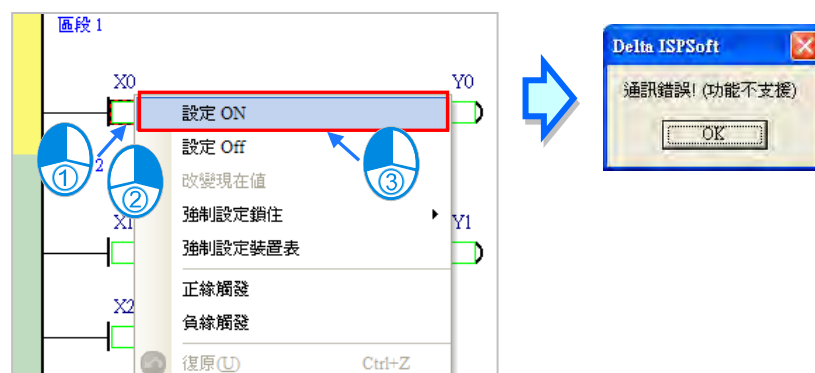 區段 1
X0
Y0
設定 ON
設定 Off
改變現在值
強制設定鎖住
強制設定裝置表
正緣觸發
負緣觸發
復原(U) Ctrl+Z
X1
Y1
X2
①
2
②
③
Delta ISPSoft
通訊錯誤! (功能不支援)
OK